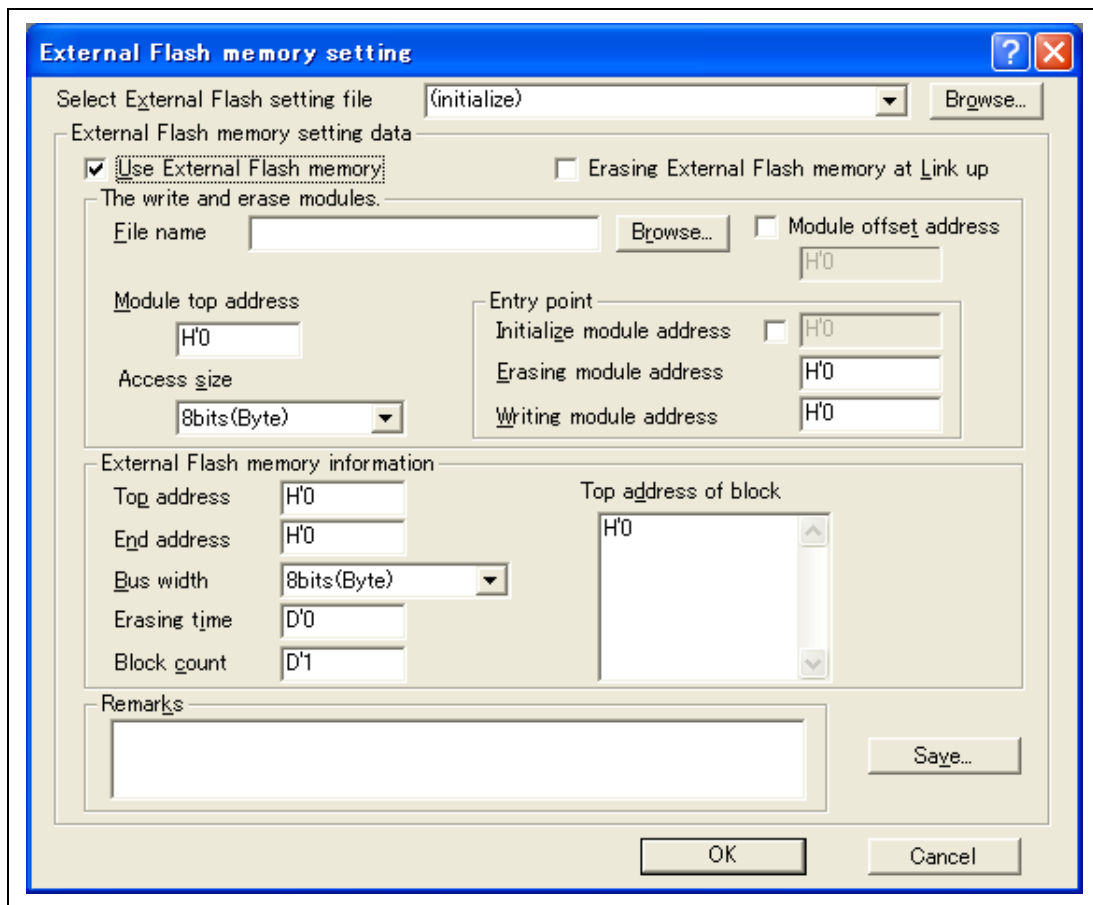 External Flash memory setting
Select External Flash setting file (initialize) Browse...
External Flash memory setting data
Use External Flash memory Erasing External Flash memory at Link up
The write and erase modules.
File name Browse... Module offset address
H'0
Module top address Entry point
H'0 Initialize module address H'0
Access size Erasing module address H'0
8bits(Byte) Writing module address H'0
External Flash memory information
Top address H'0 Top address of block
End address H'0 H'0
Bus width 8bits(Byte)
Erasing time D'0
Block count D'1
Remarks
Save...
OK Cancel